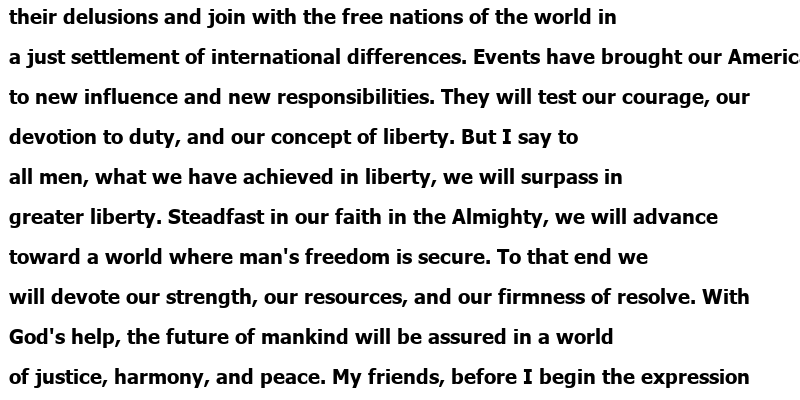 their delusions and join with the free nations of the world in
a just settlement of international differences. Events have brought our Americ
to new influence and new responsibilities. They will test our courage, our
devotion to duty, and our concept of liberty. But I say to
all men, what we have achieved in liberty, we will surpass in
greater liberty. Steadfast in our faith in the Almighty, we will advance
toward a world where man's freedom is secure. To that end we
will devote our strength, our resources, and our firmness of resolve. With
God's help, the future of mankind will be assured in a world
of justice, harmony, and peace. My friends, before I begin the expression